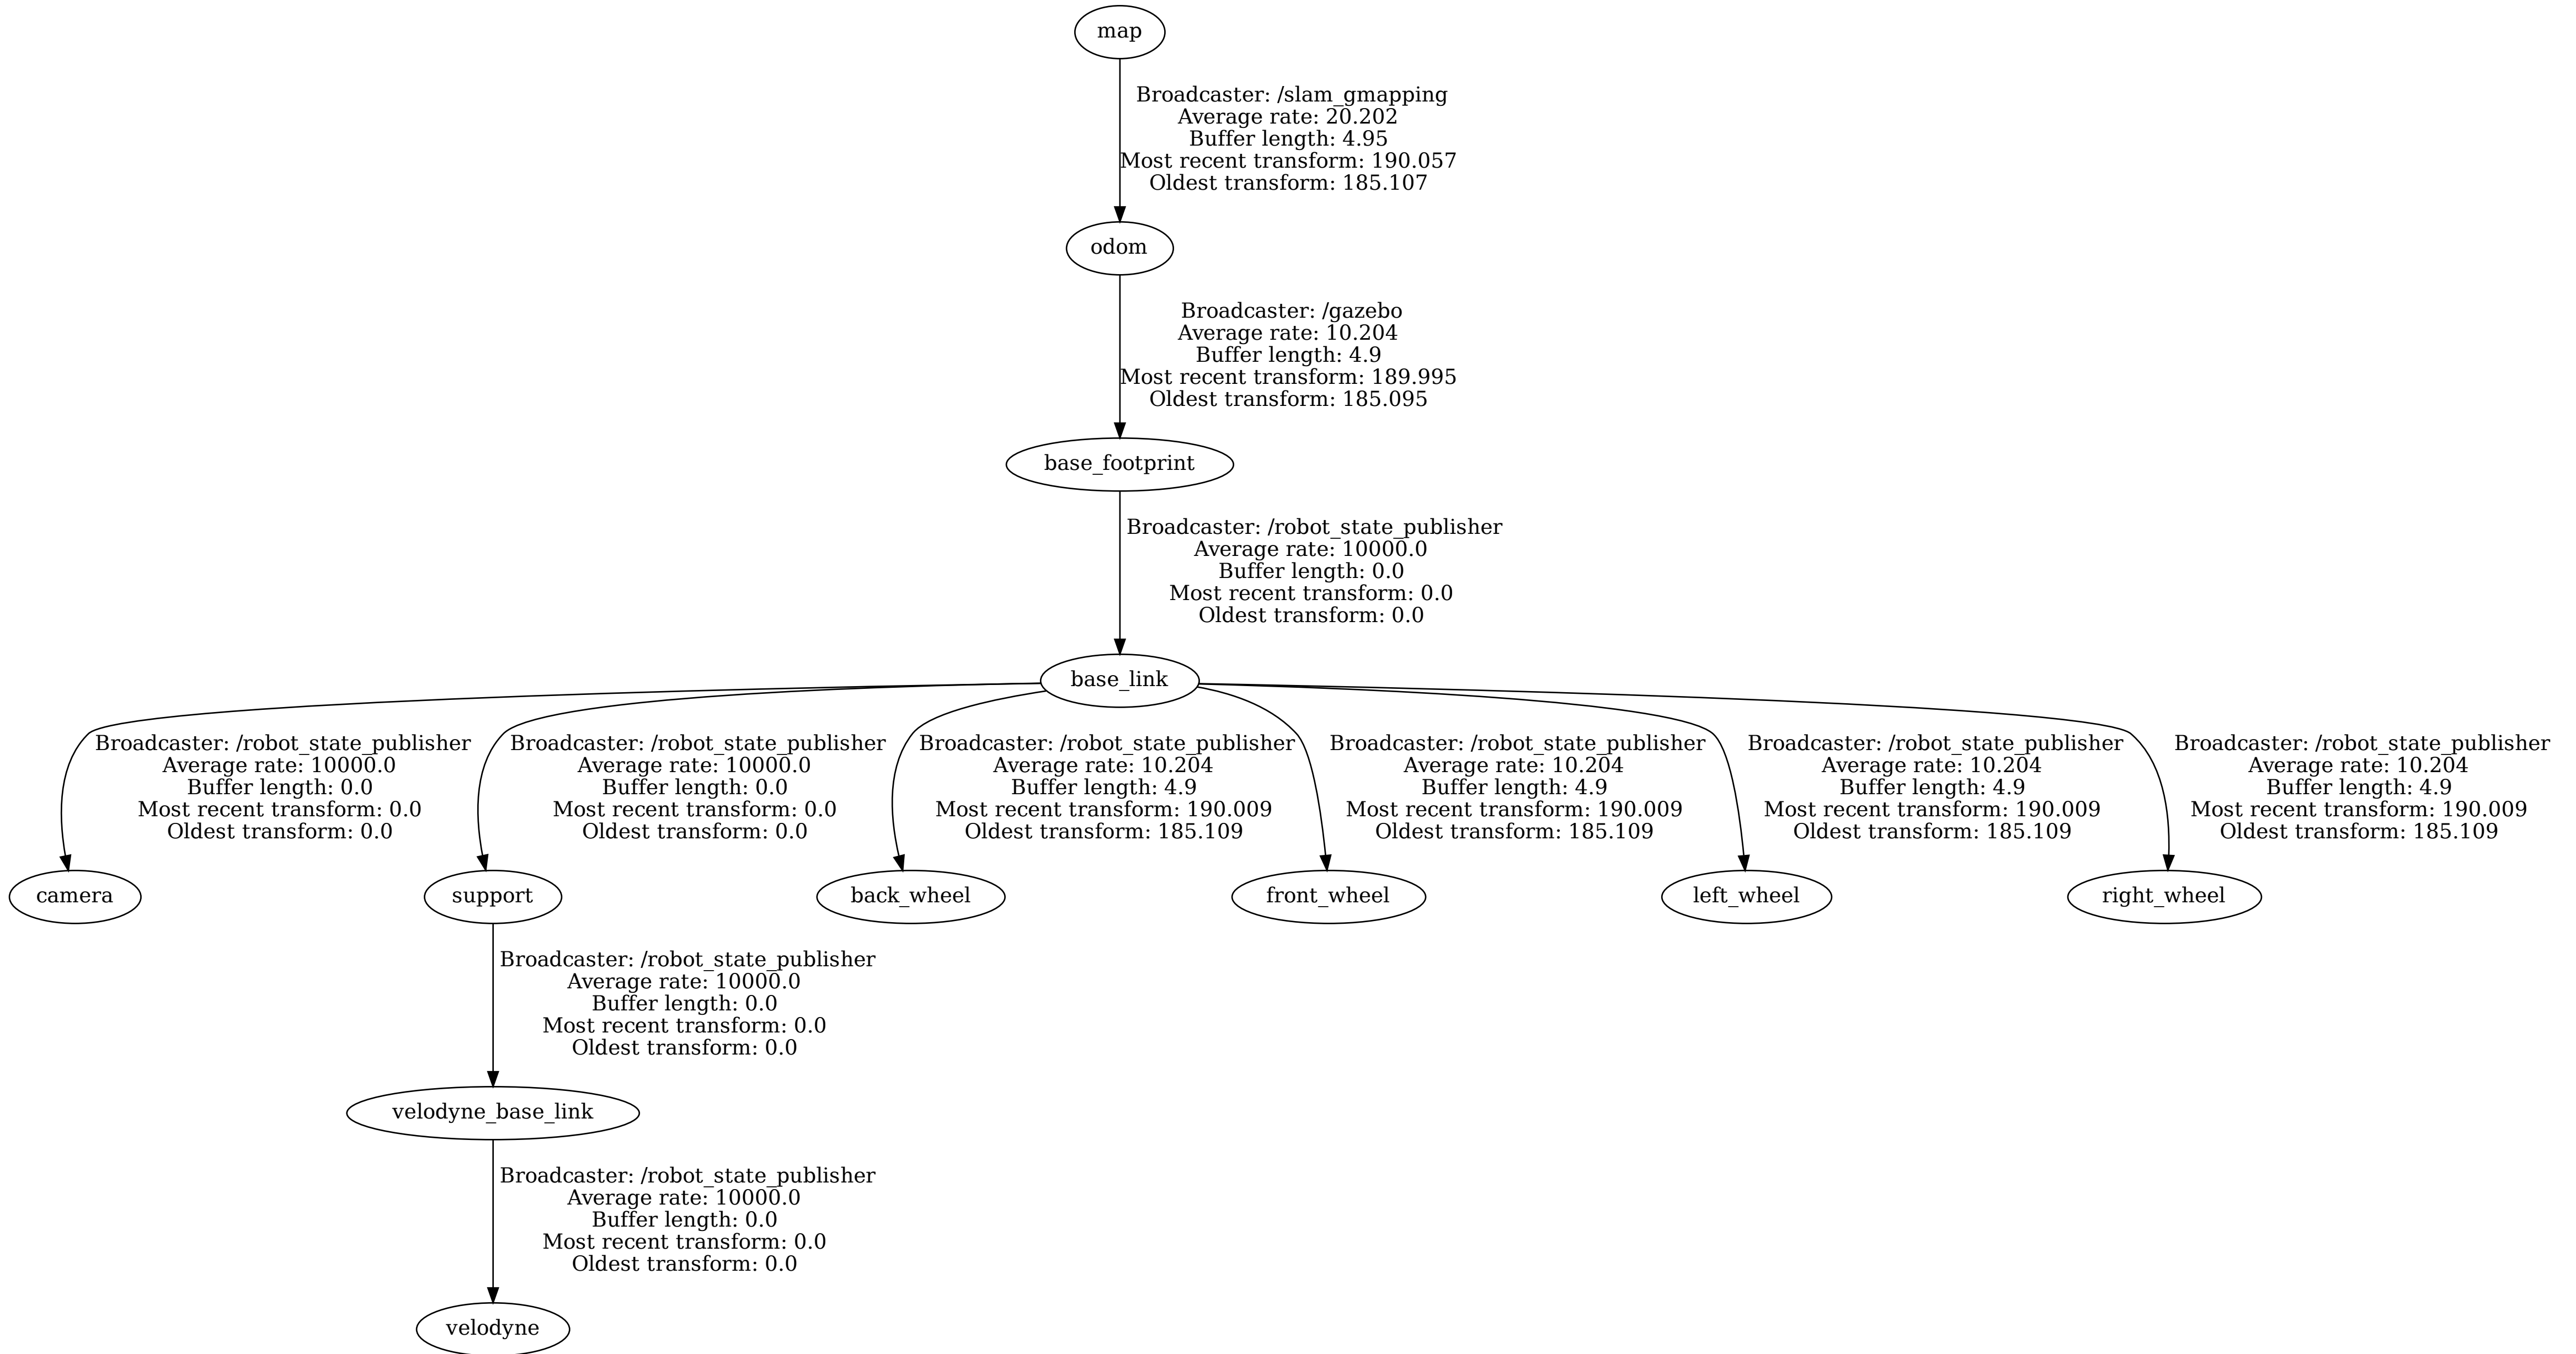 map
Broadcaster: /slam_gmapping
Average rate: 20.202
Buffer length: 4.95
Most recent transform: 190.057
Oldest transform: 185.107
odom
Broadcaster: /gazebo
Average rate: 10.204
Buffer length: 4.9
Most recent transform: 189.995
Oldest transform: 185.095
base_footprint
Broadcaster: /robot_state_publisher
Average rate: 10000.0
Buffer length: 0.0
Most recent transform: 0.0
Oldest transform: 0.0
base_link
Broadcaster: /robot_state_publisher
Average rate: 10000.0
Buffer length: 0.0
Most recent transform: 0.0
Oldest transform: 0.0
Broadcaster: /robot_state_publisher
Average rate: 10000.0
Buffer length: 0.0
Most recent transform: 0.0
Oldest transform: 0.0
Broadcaster: /robot_state_publisher
Average rate: 10.204
Buffer length: 4.9
Most recent transform: 190.009
Oldest transform: 185.109
Broadcaster: /robot_state_publisher
Average rate: 10.204
Buffer length: 4.9
Most recent transform: 190.009
Oldest transform: 185.109
Broadcaster: /robot_state_publisher
Average rate: 10.204
Buffer length: 4.9
Most recent transform: 190.009
Oldest transform: 185.109
Broadcaster: /robot_state_publisher
Average rate: 10.204
Buffer length: 4.9
Most recent transform: 190.009
Oldest transform: 185.109
camera
support
back_wheel
front_wheel
left_wheel
right_wheel
Broadcaster: /robot_state_publisher
Average rate: 10000.0
Buffer length: 0.0
Most recent transform: 0.0
Oldest transform: 0.0
velodyne_base_link
Broadcaster: /robot_state_publisher
Average rate: 10000.0
Buffer length: 0.0
Most recent transform: 0.0
Oldest transform: 0.0
velodyne